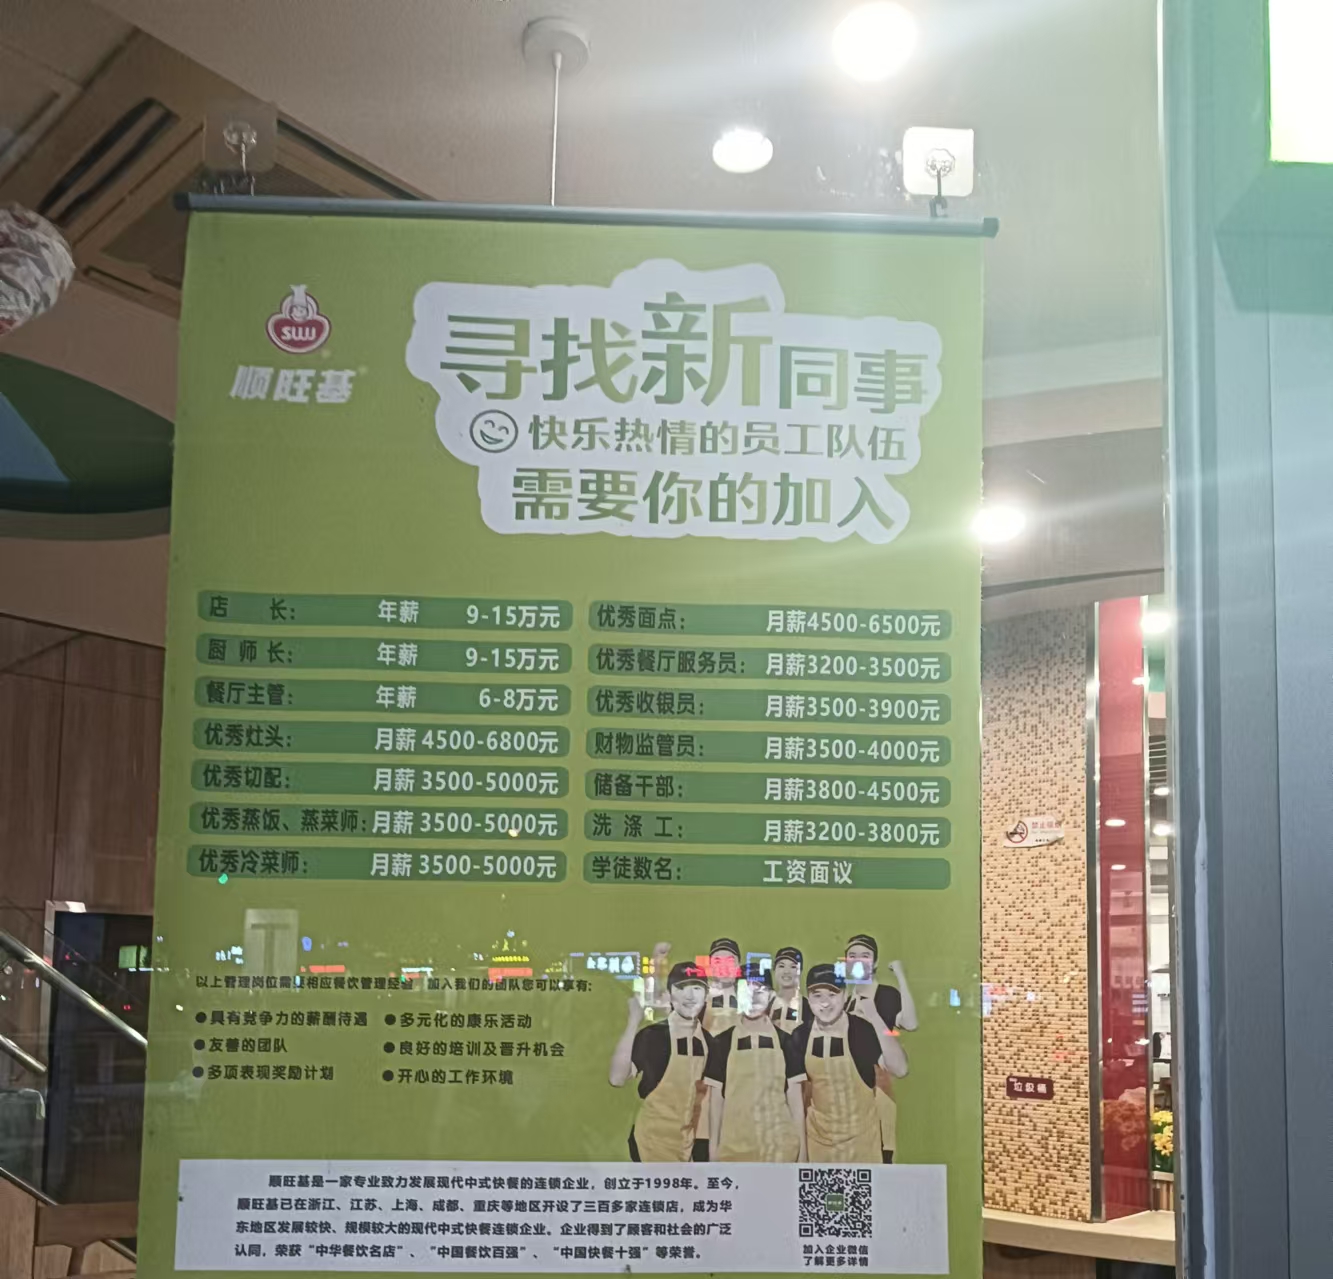 SWJ
顺旺基
寻找新同事
快乐热情的员工队伍
需要你的加入
店 长: 年薪 9-15万元
厨 师 长: 年薪 9-15万元
餐厅主管: 年薪 6-8万元
优秀灶头: 月薪 4500-6800元
优秀切配: 月薪 3500-5000元
优秀蒸饭、蒸菜师: 月薪 3500-5000元
优秀冷菜师: 月薪 3500-5000元
优秀面点: 月薪4500-6500元
优秀餐厅服务员: 月薪3200-3500元
优秀收银员: 月薪3500-3900元
财物监管员: 月薪3500-4000元
储备干部: 月薪3800-4500元
洗 涤 工: 月薪3200-3800元
学徒数名: 工资面议
以上管理岗位需要相应餐饮管理经验 加入我们的团队您可以享有:
●具有竞争力的薪酬待遇 ●多元化的康乐活动
●友善的团队 ●良好的培训及晋升机会
●多项表现奖励计划 ●开心的工作环境
顺旺基是一家专业致力发展现代中式快餐的连锁企业，创立于1998年。至今，
顺旺基已在浙江、江苏、上海、成都、重庆等地区开设了三百多家连锁店，成为华
东地区发展较快、规模较大的现代中式快餐连锁企业。企业得到了顾客和社会的广泛
认同，荣获“中华餐饮名店”、“中国餐饮百强”、“中国快餐十强”等荣誉。
加入企业微信
了解更多详情
垃圾桶